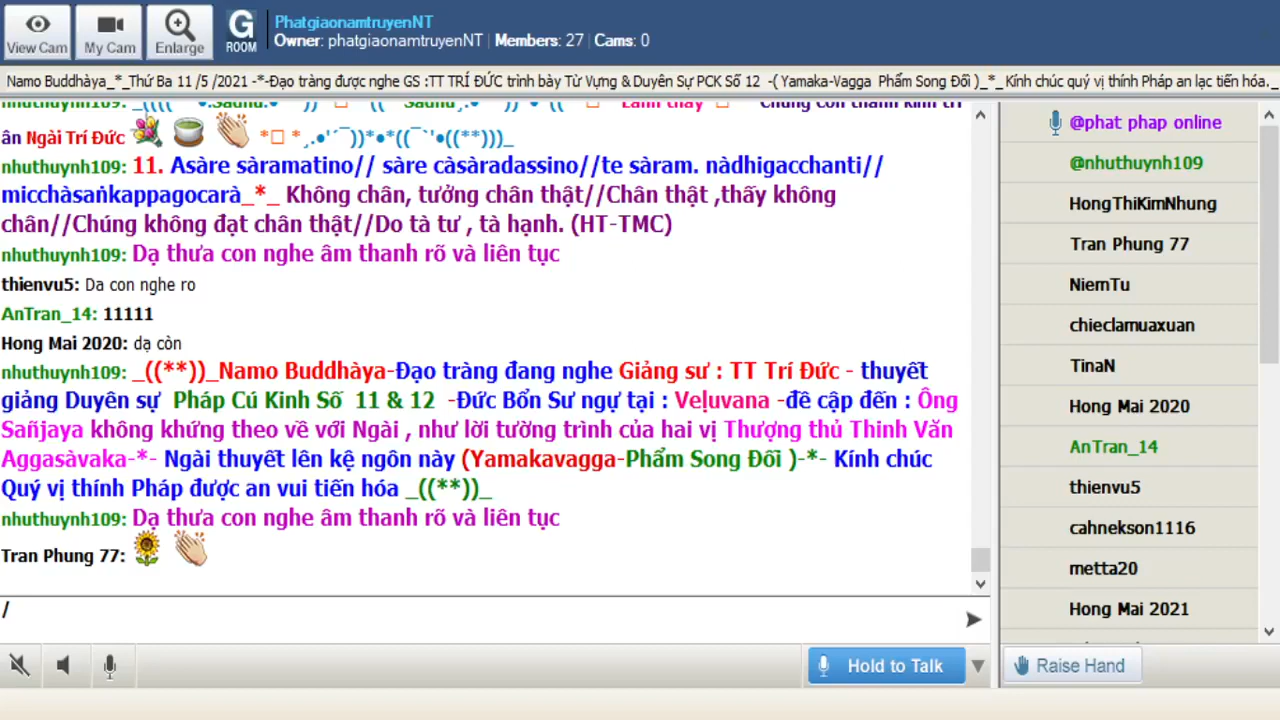 View Cam
My Cam
Enlarge
G
ROOM
PhatgiaonamtruyenNT
Owner: phatgiaonamtruyenNT | Members: 27 | Cams: 0
Namo Buddhàya_*_Thứ Ba 11 /5 /2021 -*-Đạo tràng được nghe GS :TT TRÍ ĐỨC trình bày Từ Vựng & Duyên Sự PCK Số 12 -( Yamaka-Vagga Phẩm Song Đối )_*_ Kính chúc quý vị thính Pháp an lạc tiến hóa._
ân Ngài Trí Đức
nhuthuynh109: 11. Asàre sàramatino// sàre càsàradassino//te sàram. nàdhigacchanti//
micchàsaṅkappagocarà_*_ Không chân, tưởng chân thật//Chân thật ,thấy không
chân//Chúng không đạt chân thật//Do tà tư , tà hạnh. (HT-TMC)
nhuthuynh109: Dạ thưa con nghe âm thanh rõ và liên tục
thienvu5: Da con nghe ro
AnTran_14: 11111
Hong Mai 2020: dạ còn
nhuthuynh109: _((**))_Namo Buddhàya-Đạo tràng đang nghe Giảng sư : TT Trí Đức - thuyết
giảng Duyên sự Pháp Cú Kinh Số 11 & 12 -Đức Bổn Sư ngự tại : Veḷuvana -đề cập đến : Ông
Sañjaya không khứng theo về với Ngài , như lời tường trình của hai vị Thượng thủ Thinh Văn
Aggasàvaka-*- Ngài thuyết lên kệ ngôn này (Yamakavagga-Phẩm Song Đối )-*- Kính chúc
Quý vị thính Pháp được an vui tiến hóa _((**))_
nhuthuynh109: Dạ thưa con nghe âm thanh rõ và liên tục
Tran Phung 77:
/
Hold to Talk
@phat phap online
@nhuthuynh109
HongThiKimNhung
Tran Phung 77
NiemTu
chieclamuaxuan
TinaN
Hong Mai 2020
AnTran_14
thienvu5
cahnekson1116
metta20
Hong Mai 2021
Raise Hand